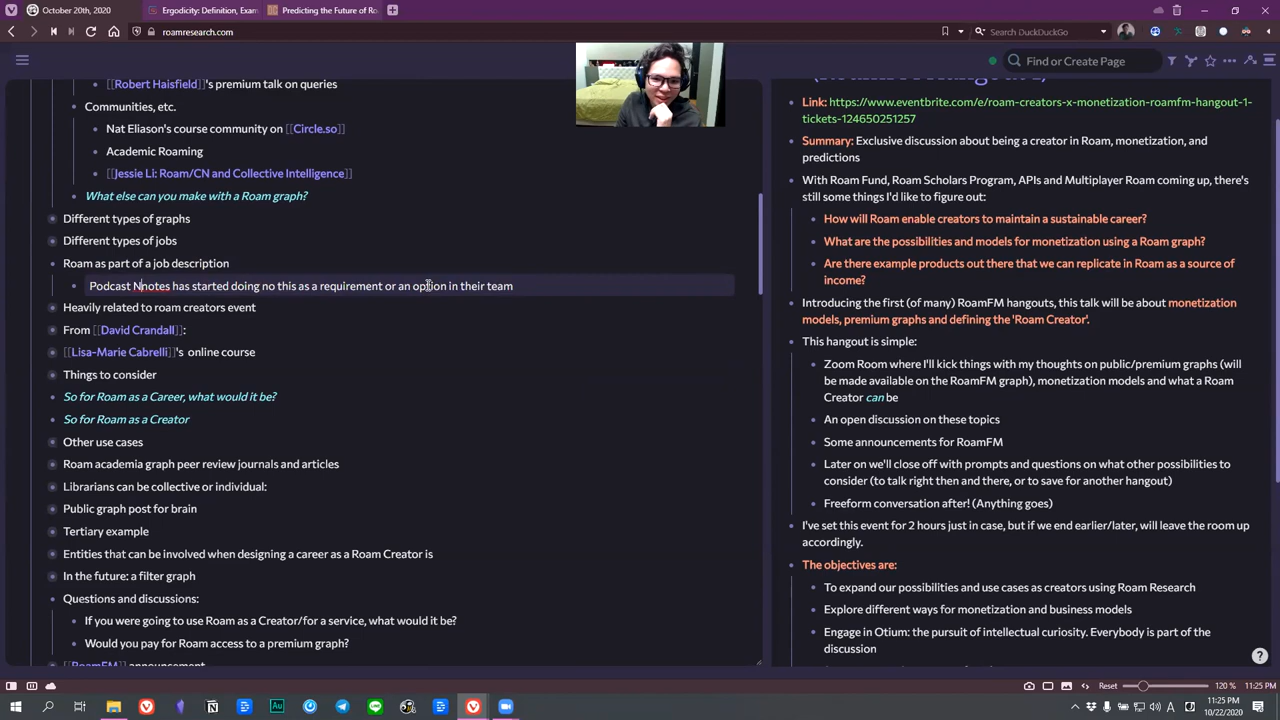 October 20th, 2020
Ergodicity: Definition, Exam
Predicting the Future of Ro
roamresearch.com
Search DuckDuckGo
Find or Create Page
[[Robert Haisfield]]'s premium talk on queries
Communities, etc.
Nat Eliason's course community on [[Circle.so]]
Academic Roaming
[[Jessie Li: Roam/CN and Collective Intelligence]]
What else can you make with a Roam graph?
Different types of graphs
Different types of jobs
Roam as part of a job description
Podcast Nnotes has started doing no this as a requirement or an option in their team
Heavily related to roam creators event
From [[David Crandall]]:
[[Lisa-Marie Cabrelli]]'s online course
Things to consider
So for Roam as a Career, what would it be?
So for Roam as a Creator
Other use cases
Roam academia graph peer review journals and articles
Librarians can be collective or individual:
Public graph post for brain
Tertiary example
Entities that can be involved when designing a career as a Roam Creator is
In the future: a filter graph
Questions and discussions:
If you were going to use Roam as a Creator/for a service, what would it be?
Would you pay for Roam access to a premium graph?
[[RoamFM]] announcement
Link: https://www.eventbrite.com/e/roam-creators-x-monetization-roamfm-hangout-1-
tickets-124650251257
Summary: Exclusive discussion about being a creator in Roam, monetization, and
predictions
With Roam Fund, Roam Scholars Program, APIs and Multiplayer Roam coming up, there's
still some things I'd like to figure out:
How will Roam enable creators to maintain a sustainable career?
What are the possibilities and models for monetization using a Roam graph?
Are there example products out there that we can replicate in Roam as a source of
income?
Introducing the first (of many) RoamFM hangouts, this talk will be about monetization
models, premium graphs and defining the 'Roam Creator'.
This hangout is simple:
Zoom Room where I'll kick things with my thoughts on public/premium graphs (will
be made available on the RoamFM graph), monetization models and what a Roam
Creator can be
An open discussion on these topics
Some announcements for RoamFM
Later on we'll close off with prompts and questions on what other possibilities to
consider (to talk right then and there, or to save for another hangout)
Freeform conversation after! (Anything goes)
I've set this event for 2 hours just in case, but if we end earlier/later, will leave the room up
accordingly.
The objectives are:
To expand our possibilities and use cases as creators using Roam Research
Explore different ways for monetization and business models
Engage in Otium: the pursuit of intellectual curiosity. Everybody is part of the
discussion
Reset
120 %
11:25 PM
11:25 PM
10/22/2020